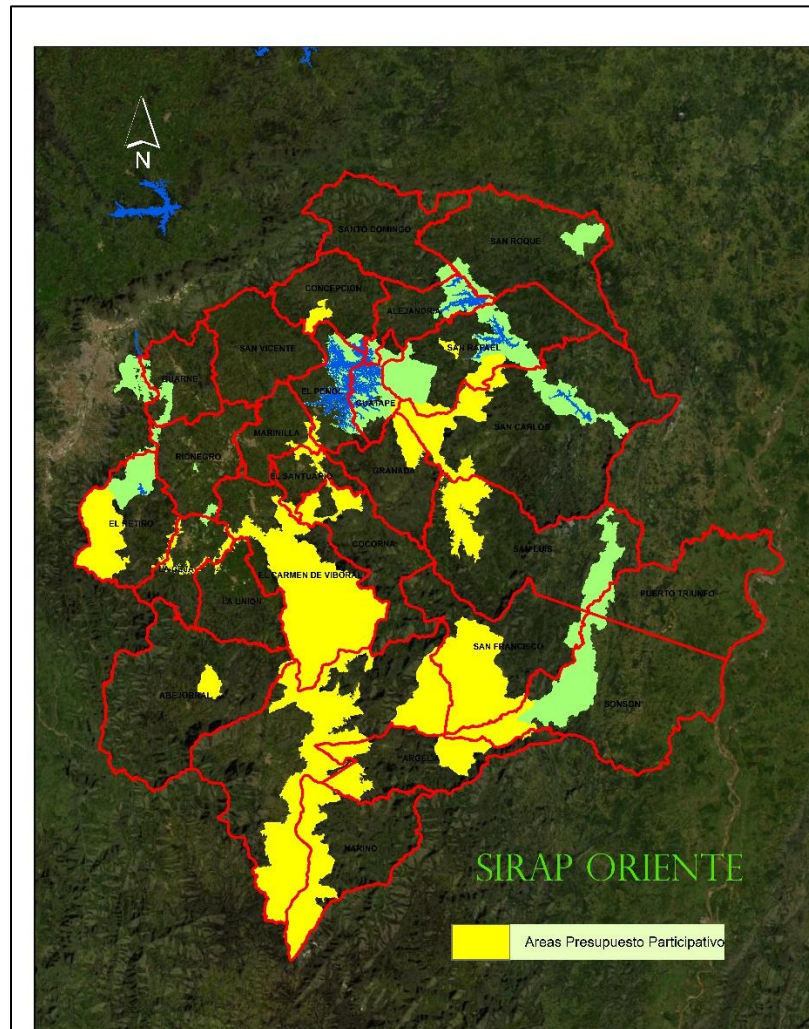 N
SANTO DOMINGO
SAN ROQUE
CONCEPCION
ALEJANDRIA
SAN VICENTE
SAN RAFAEL
GUARNE
EL PEÑOL
GUATAPE
SAN CARLOS
MARINILLA
RIONEGRO
GRANADA
EL SANTUARIO
EL RETIRO
COCORNA
SAN LUIS
EL CARMEN DE VIBORAL
PUERTO TRIUNFO
LA UNION
SAN FRANCISCO
ABEJORRAL
SONSON
ARGELIA
NARIÑO
SIRAP ORIENTE
Areas Presupuesto Participativo